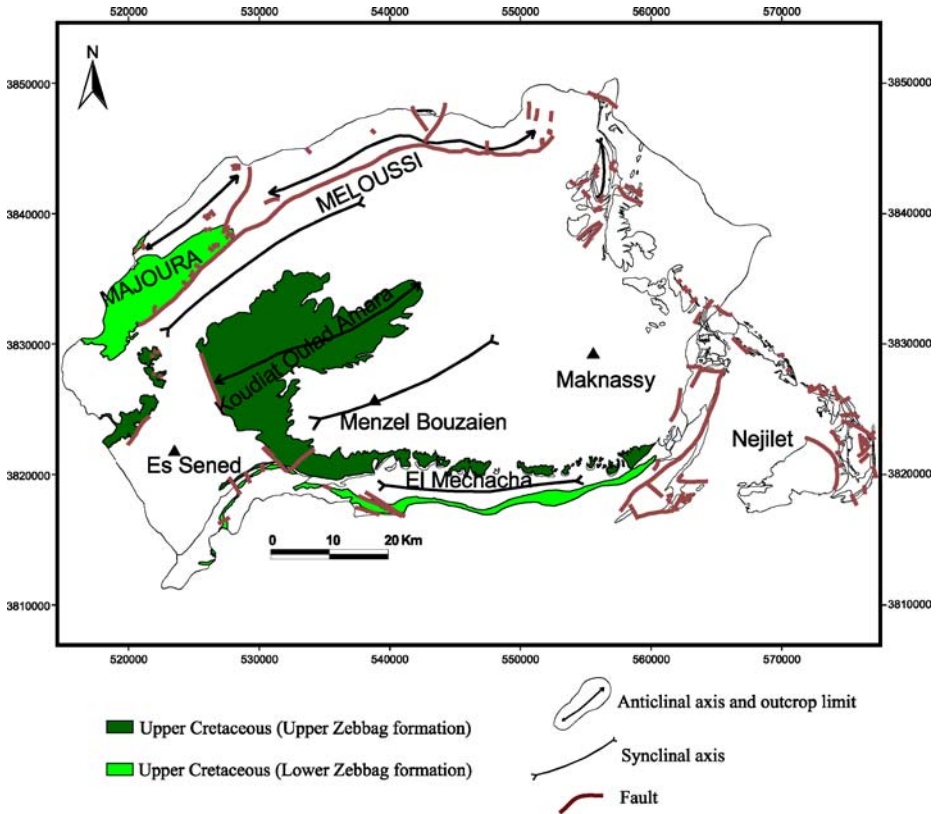 520000 530000 540000 550000 560000 570000
N
3850000 3850000
MELOUSSI
3840000 3840000
MAJOURA
Koudiat Ouled Amara
3830000 3830000
Maknassy
Menzel Bouzaien
Nejilet
Es Sened
3820000 3820000
El Mechacha
0 10 20 Km
3810000 3810000
520000 530000 540000 550000 560000 570000
Anticlinal axis and outcrop limit
Upper Cretaceous (Upper Zebbag formation)
Synclinal axis
Upper Cretaceous (Lower Zebbag formation)
Fault